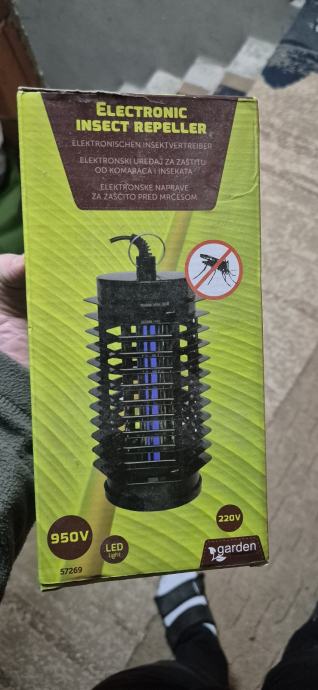 ELECTRONIC
INSECT REPELLER
ELEKTRONISCHEN INSEKTVERTREIBER
ELEKTRONSKI UREĐAJ ZA ZAŠTITU
OD KOMARACA I INSEKATA
ELEKTRONSKE NAPRAVE
ZA ZAŠČITO PRED MRČESOM
950V
LED
light
220V
garden
57269